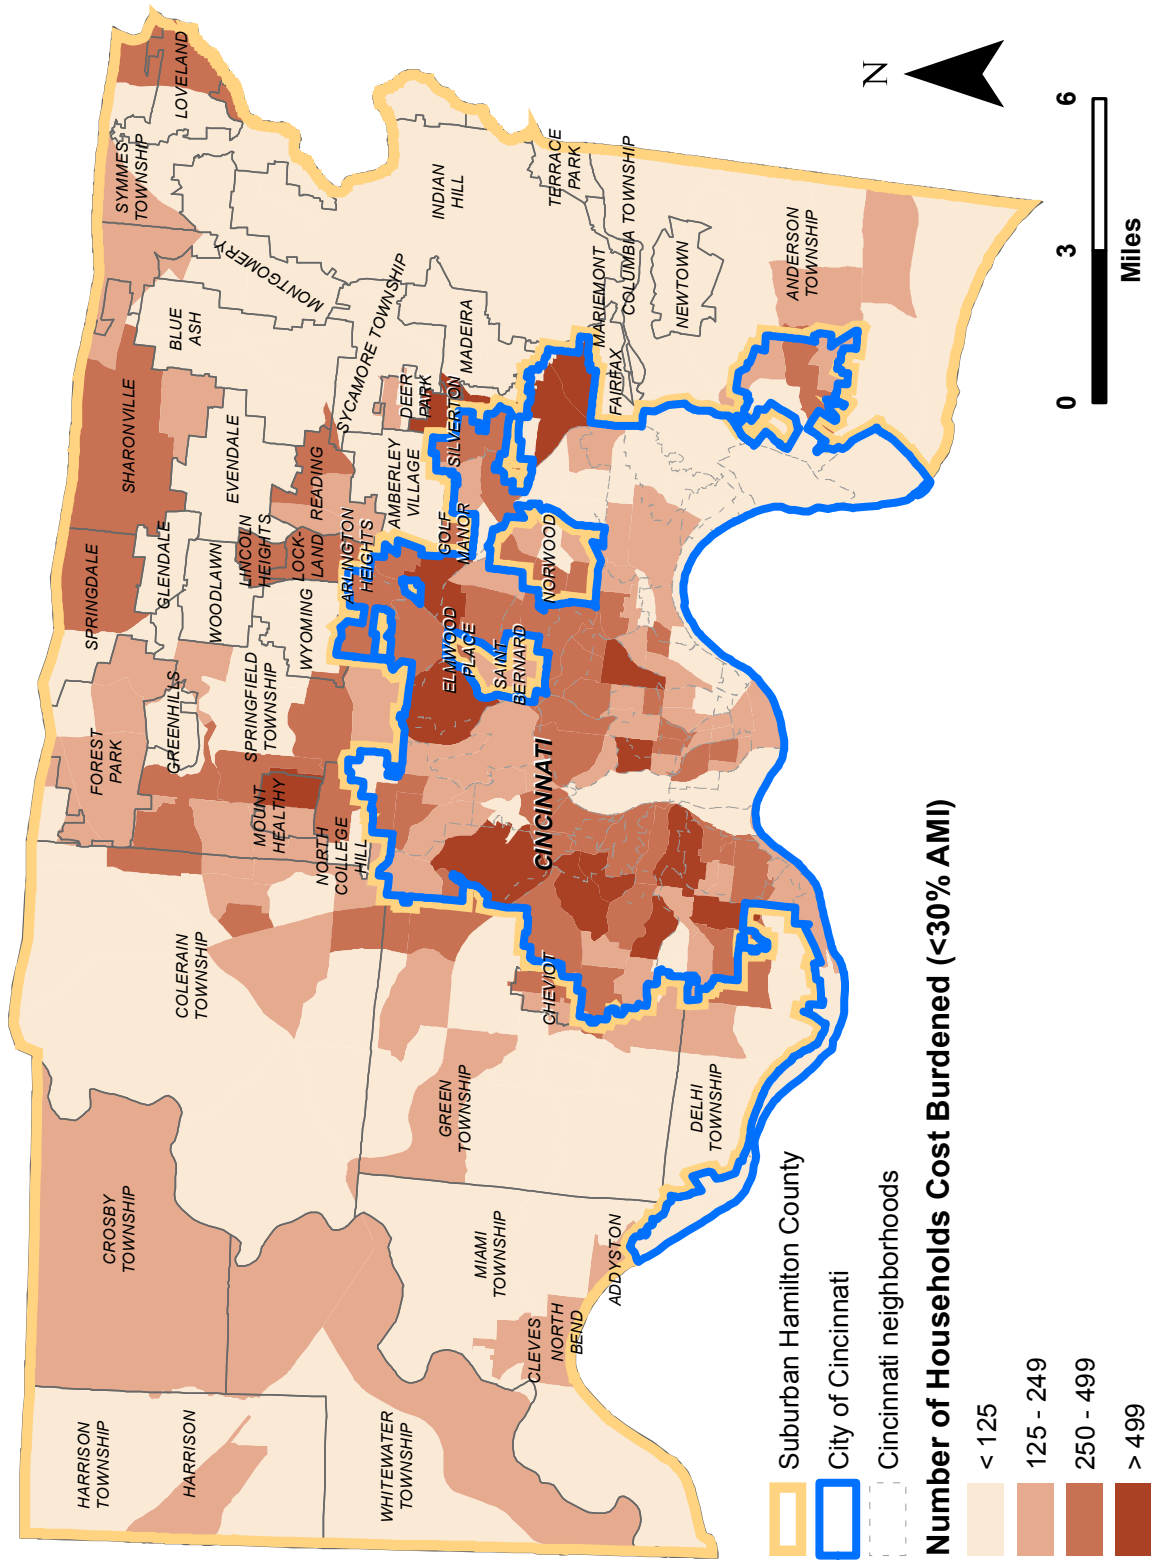 HARRISON
TOWNSHIP
HARRISON
WHITEWATER
TOWNSHIP
CROSBY
TOWNSHIP
MIAMI
TOWNSHIP
CLEVES
NORTH
BEND
ADDYSTON
COLERAIN
TOWNSHIP
GREEN
TOWNSHIP
DELHI
TOWNSHIP
CHEVIOT
FOREST
PARK
GREENHILLS
SPRINGFIELD
TOWNSHIP
MOUNT
HEALTHY
NORTH
COLLEGE
HILL
CINCINNATI
SPRINGDALE
GLENDALE
WOODLAWN
LINCOLN
HEIGHTS
WYOMING
LOCK-
LAND
ARLINGTON
HEIGHTS
READING
ELMWOOD
PLACE
SAINT
BERNARD
NORWOOD
GOLF
MANOR
AMBERLEY
VILLAGE
SHARONVILLE
EVENDALE
BLUE
ASH
SYCAMORE TOWNSHIP
DEER
PARK
SILVERTON
MADEIRA
MONTGOMERY
SYMMES
TOWNSHIP
LOVELAND
INDIAN
HILL
TERRACE
PARK
COLUMBIA TOWNSHIP
MARIEMONT
FAIRFAX
NEWTOWN
ANDERSON
TOWNSHIP
N
0 3 6
Miles
Suburban Hamilton County
City of Cincinnati
Cincinnati neighborhoods
Number of Households Cost Burdened (<30% AMI)
< 125
125 - 249
250 - 499
> 499